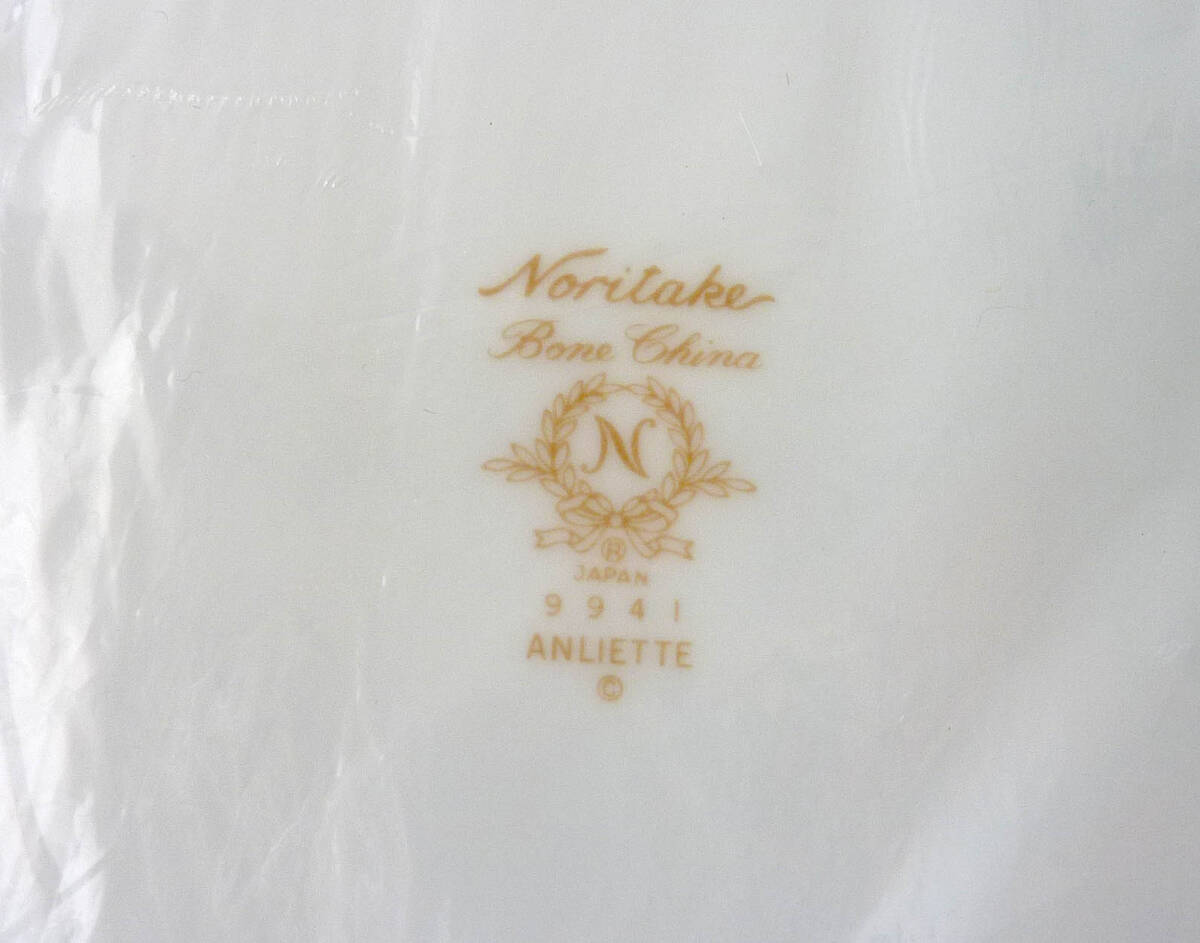 Noritake
Bone China
N
®
JAPAN
9941
ANLIETTE
©